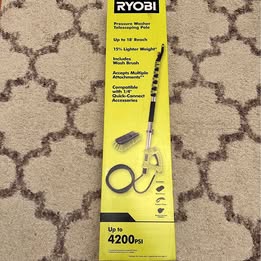 RYOBI
Pressure Washer
Telescoping Pole
Up to 18' Reach
15% Lighter Weight*
Includes
Wash Brush
Accepts Multiple
Attachments**
Compatible
with 1/4"
Quick-Connect
Accessories
Up to
4200PSI